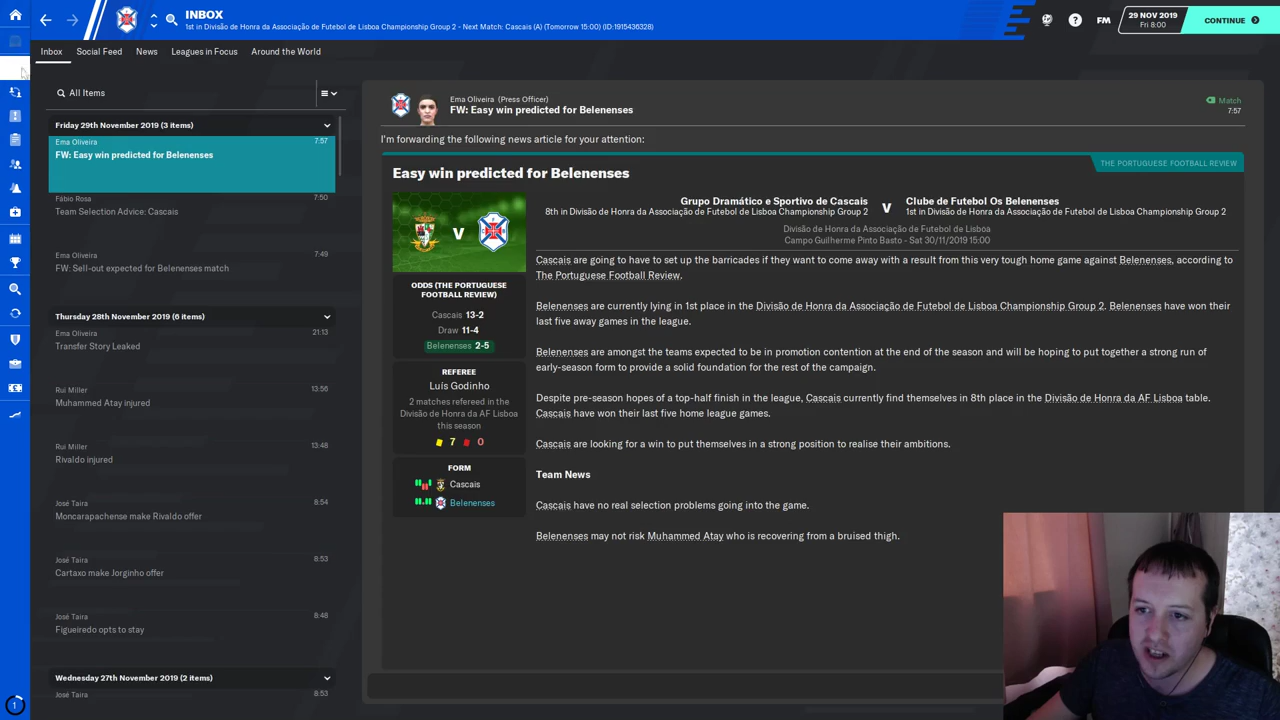 INBOX
1st in Divisão de Honra da Associação de Futebol de Lisboa Championship Group 2 - Next Match: Cascais (A) (Tomorrow 15:00) (ID:1915436328)
FM
29 NOV 2019
Fri 8:00
CONTINUE
Inbox
Social Feed
News
Leagues in Focus
Around the World
All Items
Friday 29th November 2019 (3 items)
Ema Oliveira 7:57
FW: Easy win predicted for Belenenses
Fábio Rosa 7:50
Team Selection Advice: Cascais
Ema Oliveira 7:49
FW: Sell-out expected for Belenenses match
Thursday 28th November 2019 (6 items)
Ema Oliveira 21:13
Transfer Story Leaked
Rui Miller 13:56
Muhammed Atay injured
Rui Miller 13:48
Rivaldo injured
José Taira 8:54
Moncarapachense make Rivaldo offer
José Taira 8:53
Cartaxo make Jorginho offer
José Taira 8:48
Figueiredo opts to stay
Wednesday 27th November 2019 (2 items)
José Taira 8:53
1
Ema Oliveira (Press Officer)
FW: Easy win predicted for Belenenses
Match
7:57
I'm forwarding the following news article for your attention:
THE PORTUGUESE FOOTBALL REVIEW
Easy win predicted for Belenenses
V
Grupo Dramático e Sportivo de Cascais
8th in Divisão de Honra da Associação de Futebol de Lisboa Championship Group 2
V
Clube de Futebol Os Belenenses
1st in Divisão de Honra da Associação de Futebol de Lisboa Championship Group 2
Divisão de Honra da Associação de Futebol de Lisboa
Campo Guilherme Pinto Basto - Sat 30/11/2019 15:00
ODDS (THE PORTUGUESE
FOOTBALL REVIEW)
Cascais 13-2
Draw 11-4
Belenenses 2-5
REFEREE
Luís Godinho
2 matches refereed in the
Divisão de Honra da AF Lisboa
this season
7 0
FORM
Cascais
Belenenses
Cascais are going to have to set up the barricades if they want to come away with a result from this very tough home game against Belenenses, according to
The Portuguese Football Review.
Belenenses are currently lying in 1st place in the Divisão de Honra da Associação de Futebol de Lisboa Championship Group 2. Belenenses have won their
last five away games in the league.
Belenenses are amongst the teams expected to be in promotion contention at the end of the season and will be hoping to put together a strong run of
early-season form to provide a solid foundation for the rest of the campaign.
Despite pre-season hopes of a top-half finish in the league, Cascais currently find themselves in 8th place in the Divisão de Honra da AF Lisboa table.
Cascais have won their last five home league games.
Cascais are looking for a win to put themselves in a strong position to realise their ambitions.
Team News
Cascais have no real selection problems going into the game.
Belenenses may not risk Muhammed Atay who is recovering from a bruised thigh.